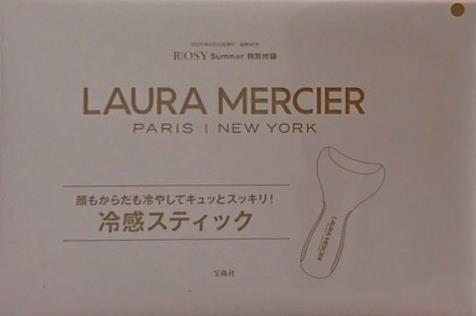 R/OSY Summer 特別付録
LAURA MERCIER
PARIS | NEW YORK
顔もからだも冷やしてキュッとスッキリ!
冷感スティック
LAURA MERCIER
宝島社